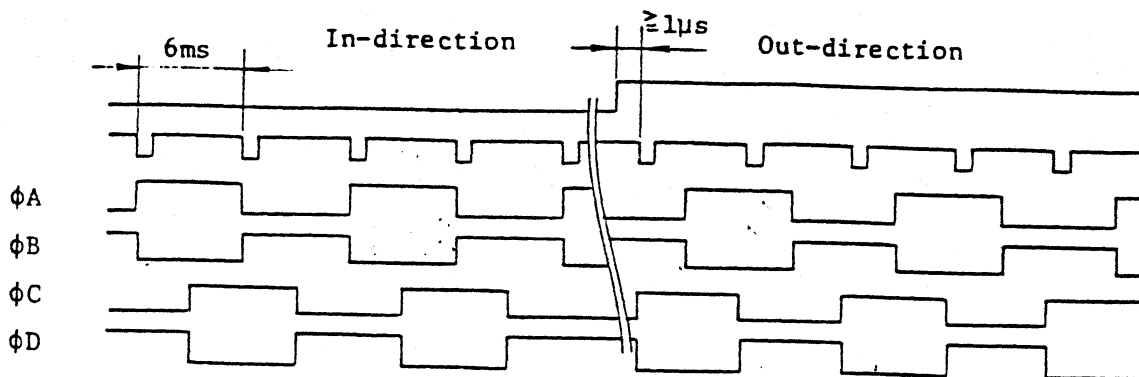 6ms
In-direction
≧1μs
Out-direction
φA
φB
φC
φD